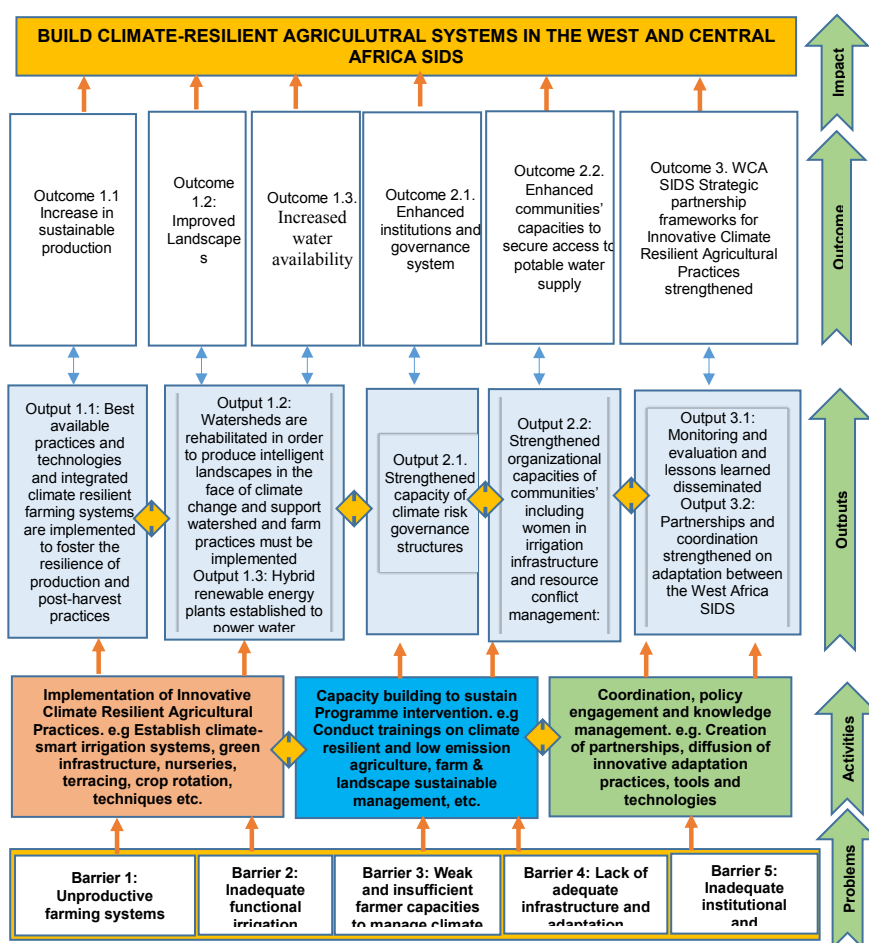 BUILD CLIMATE-RESILIENT AGRICULUTRAL SYSTEMS IN THE WEST AND CENTRAL
AFRICA SIDS
Impact
Outcome 1.1
Increase in
sustainable
production
Outcome
1.2:
Improved
Landscape
s
Outcome 1.3.
Increased
water
availability
Outcome 2.1.
Enhanced
institutions and
governance
system
Outcome 2.2.
Enhanced
communities’
capacities to
secure access to
potable water
supply
Outcome 3. WCA
SIDS Strategic
partnership
frameworks for
Innovative Climate
Resilient Agricultural
Practices
strengthened
Outcome
Output 1.1: Best
available
practices and
technologies
and integrated
climate resilient
farming systems
are implemented
to foster the
resilience of
production and
post-harvest
practices
Output 1.2:
Watersheds are
rehabilitated in order
to produce intelligent
landscapes in the
face of climate
change and support
watershed and farm
practices must be
implemented
Output 1.3: Hybrid
renewable energy
plants established to
power water
Output 2.1.
Strengthened
capacity of
climate risk
governance
structures
Output 2.2:
Strengthened
organizational
capacities of
communities’
including
women in
irrigation
infrastructure
and resource
conflict
management:
Output 3.1:
Monitoring and
evaluation and
lessons learned
disseminated
Output 3.2:
Partnerships and
coordination
strengthened on
adaptation between
the West Africa
SIDS
Outputs
Implementation of Innovative
Climate Resilient Agricultural
Practices. e.g Establish climate-
smart irrigation systems, green
infrastructure, nurseries,
terracing, crop rotation,
techniques etc.
Capacity building to sustain
Programme intervention. e.g
Conduct trainings on climate
resilient and low emission
agriculture, farm &
landscape sustainable
management, etc.
Coordination, policy
engagement and knowledge
management. e.g. Creation
of partnerships, diffusion of
innovative adaptation
practices, tools and
technologies
Activities
Barrier 1:
Unproductive
farming systems
Barrier 2:
Inadequate
functional
irrigation
Barrier 3: Weak
and insufficient
farmer capacities
to manage climate
Barrier 4: Lack of
adequate
infrastructure and
adaptation
Barrier 5:
Inadequate
institutional
and
Problems